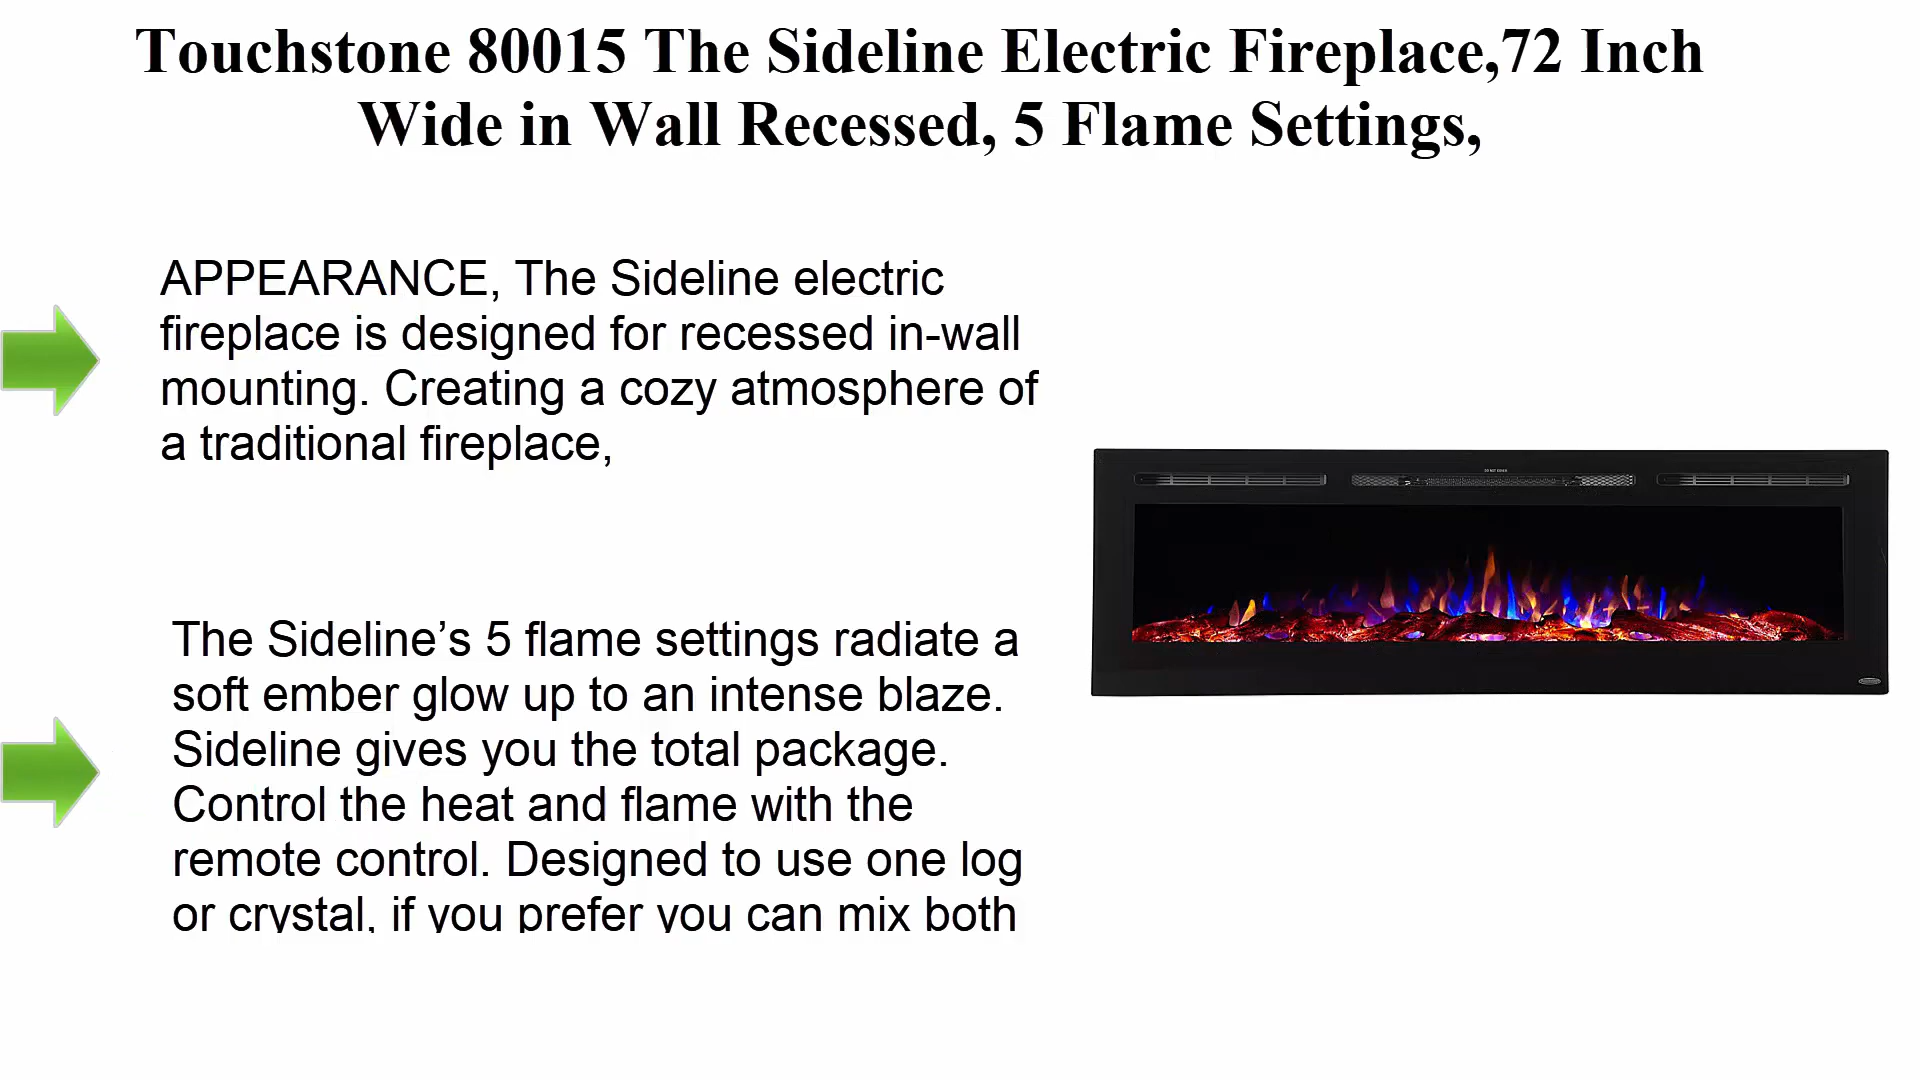 Touchstone 80015 The Sideline Electric Fireplace,72 Inch
Wide in Wall Recessed, 5 Flame Settings,
APPEARANCE, The Sideline electric
fireplace is designed for recessed in-wall
mounting. Creating a cozy atmosphere of
a traditional fireplace,
DO NOT COVER
The Sideline’s 5 flame settings radiate a
soft ember glow up to an intense blaze.
Sideline gives you the total package.
Control the heat and flame with the
remote control. Designed to use one log
or crystal, if you prefer you can mix both